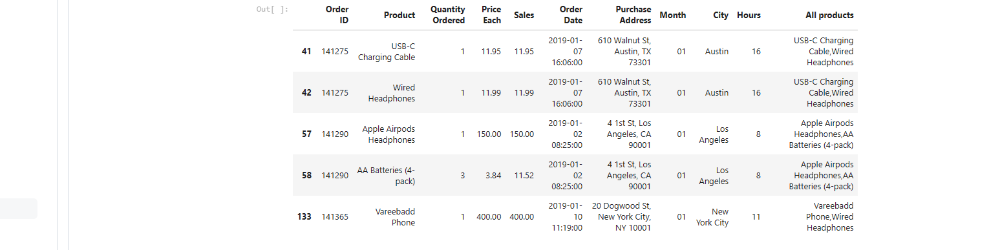 Out[ ]:
Order ID Product Quantity Ordered Price Each Sales Order Date Purchase Address Month City Hours All products
41 141275 USB-C Charging Cable 1 11.95 11.95 2019-01-07 16:06:00 610 Walnut St, Austin, TX 73301 01 Austin 16 USB-C Charging Cable,Wired Headphones
42 141275 Wired Headphones 1 11.99 11.99 2019-01-07 16:06:00 610 Walnut St, Austin, TX 73301 01 Austin 16 USB-C Charging Cable,Wired Headphones
57 141290 Apple Airpods Headphones 1 150.00 150.00 2019-01-02 08:25:00 4 1st St, Los Angeles, CA 90001 01 Los Angeles 8 Apple Airpods Headphones,AA Batteries (4-pack)
58 141290 AA Batteries (4-pack) 3 3.84 11.52 2019-01-02 08:25:00 4 1st St, Los Angeles, CA 90001 01 Los Angeles 8 Apple Airpods Headphones,AA Batteries (4-pack)
133 141365 Vareebadd Phone 1 400.00 400.00 2019-01-10 11:19:00 20 Dogwood St, New York City, NY 10001 01 New York City 11 Vareebadd Phone,Wired Headphones